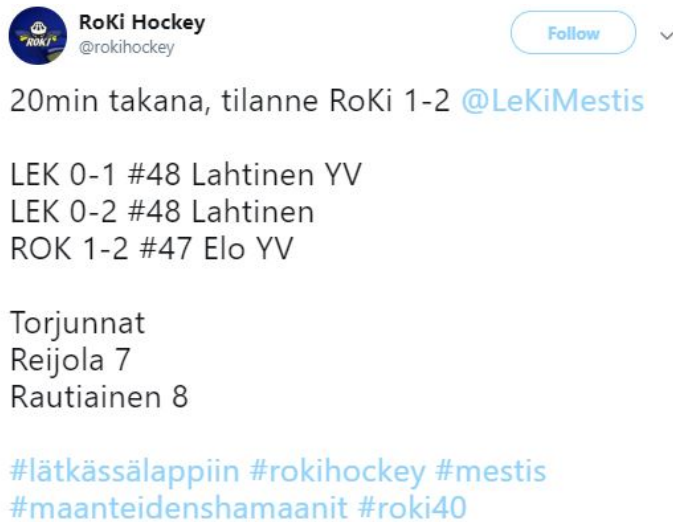 RoKi Hockey
@rokihockey
Follow
ROKI
20min takana, tilanne RoKi 1-2 @LeKiMestis
LEK 0-1 #48 Lahtinen YV
LEK 0-2 #48 Lahtinen
ROK 1-2 #47 Elo YV
Torjunnat
Reijola 7
Rautiainen 8
#lätkässälappiin #rokihockey #mestis
#maanteidenshamaanit #roki40